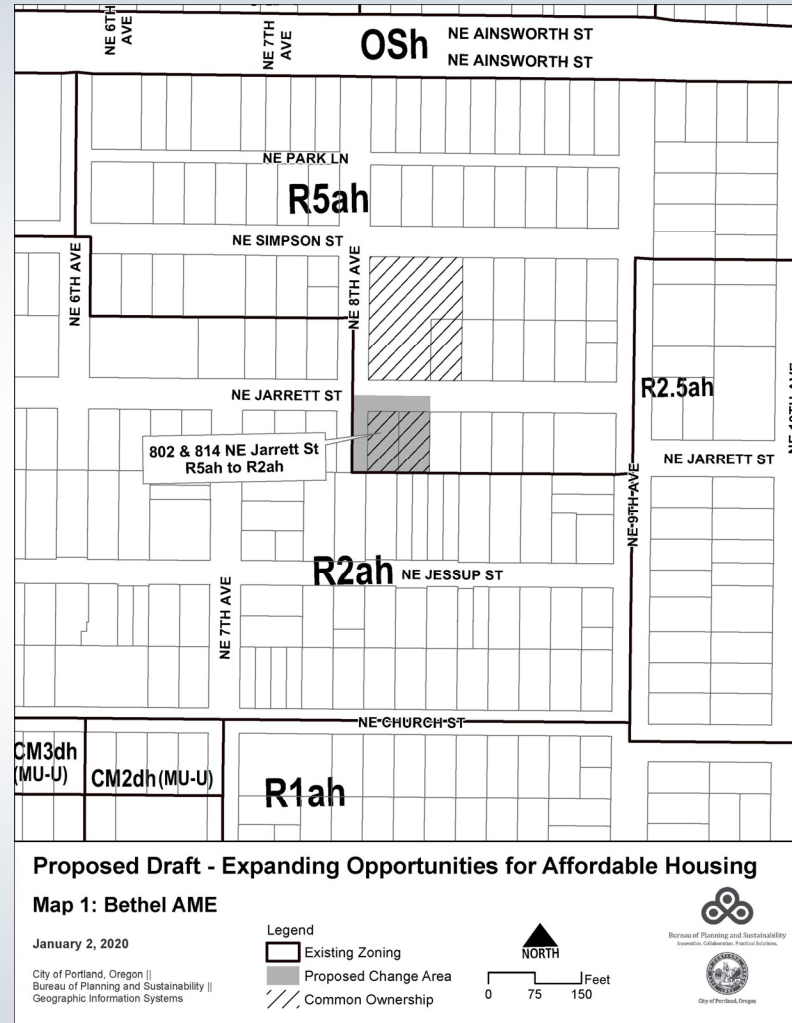 NE 6TH
AVE
NE 7TH
AVE
OSh
NE AINSWORTH ST
NE AINSWORTH ST
NE PARK LN
R5ah
NE SIMPSON ST
NE 6TH AVE
NE 8TH AVE
NE JARRETT ST
R2.5ah
802 & 814 NE Jarrett St
R5ah to R2ah
NE JARRETT ST
NE 9TH AVE
R2ah
NE JESSUP ST
NE 7TH AVE
NE CHURCH ST
CM3dh
(MU-U)
CM2dh (MU-U)
R1ah
Proposed Draft - Expanding Opportunities for Affordable Housing
Map 1: Bethel AME
January 2, 2020
City of Portland, Oregon ||
Bureau of Planning and Sustainability ||
Geographic Information Systems
Legend
Existing Zoning
Proposed Change Area
Common Ownership
NORTH
Feet
0 75 150
Bureau of Planning and Sustainability
Innovation. Collaboration. Practical Solutions.
City of Portland, Oregon